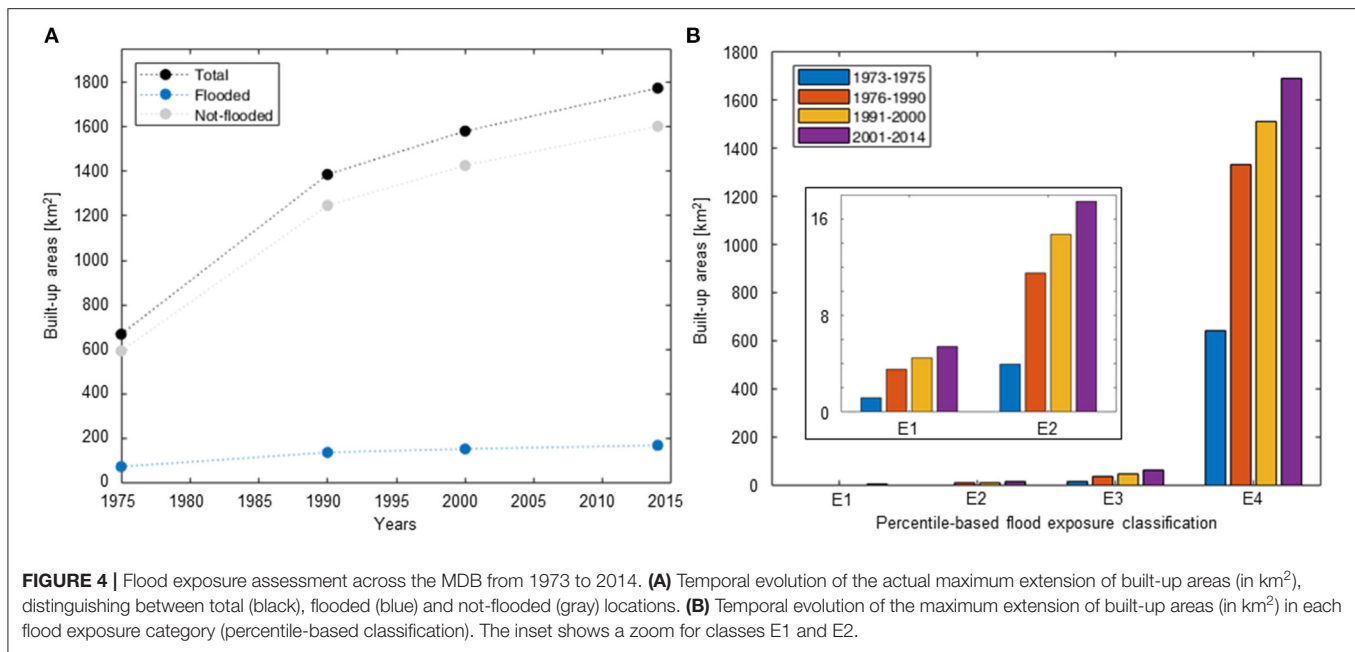 A
Total
Flooded
Not-flooded
1800
1600
1400
1200
1000
800
600
400
200
0
Built-up areas [km²]
1975 1980 1985 1990 1995 2000 2005 2010 2015
Years
B
1800
1600
1400
1200
1000
800
600
400
200
0
Built-up areas [km²]
1973-1975
1976-1990
1991-2000
2001-2014
16
8
0
E1 E2
E1 E2 E3 E4
Percentile-based flood exposure classification
FIGURE 4 | Flood exposure assessment across the MDB from 1973 to 2014. (A) Temporal evolution of the actual maximum extension of built-up areas (in km²),
distinguishing between total (black), flooded (blue) and not-flooded (gray) locations. (B) Temporal evolution of the maximum extension of built-up areas (in km²) in each
flood exposure category (percentile-based classification). The inset shows a zoom for classes E1 and E2.